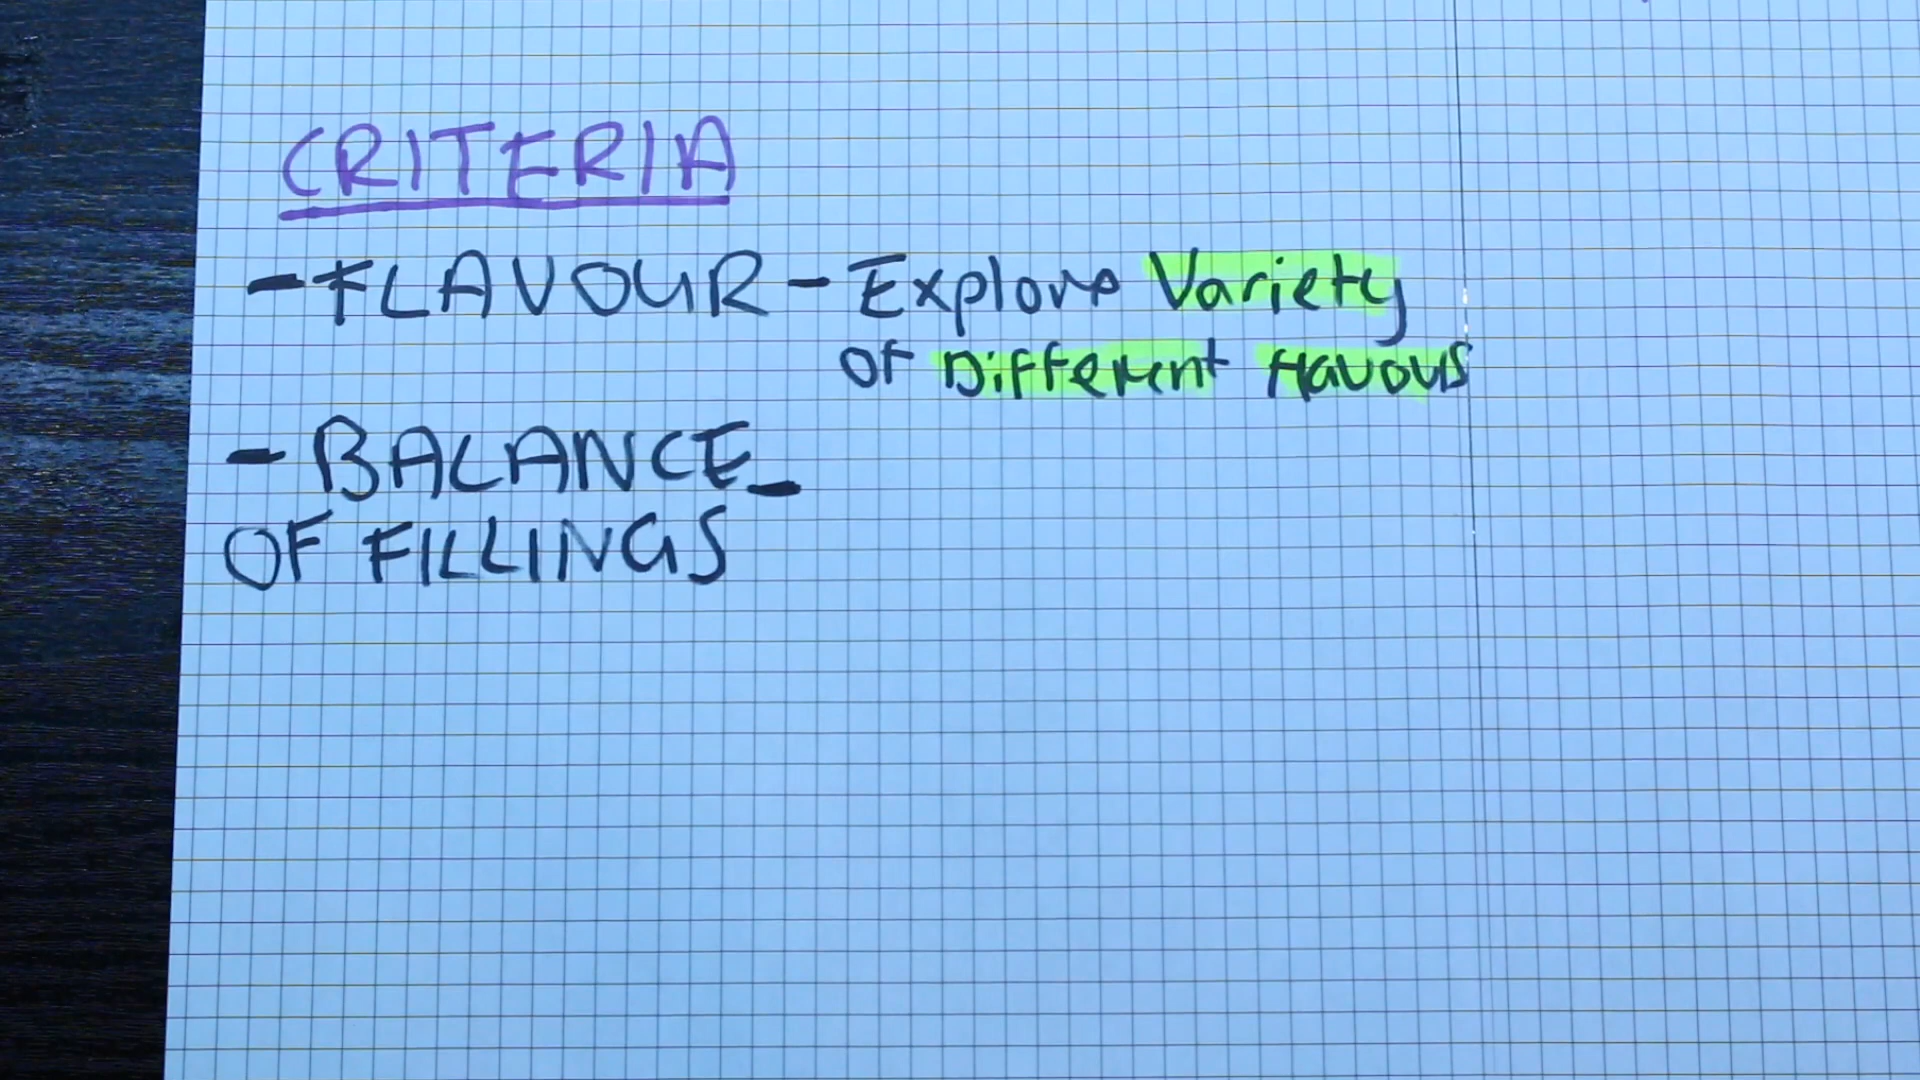 CRITERIA
- FLAVOUR - Explore Variety
of Different flavours
- BALANCE -
OF FILLINGS